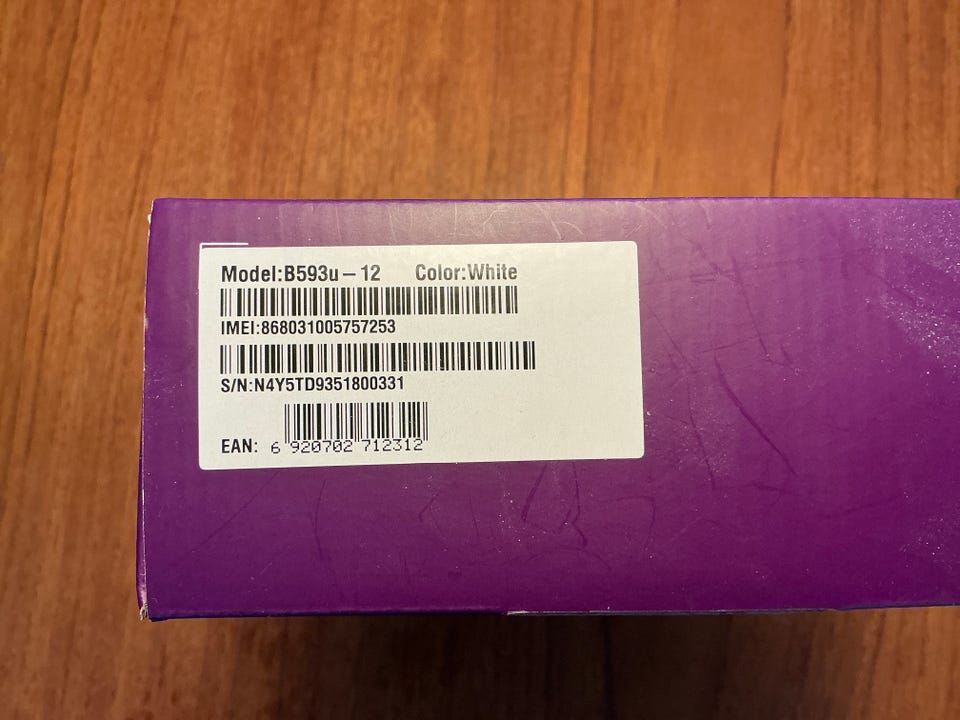 Model:B593u – 12 Color:White
IMEI:868031005757253
S/N:N4Y5TD9351800331
EAN: 6 920702 712312